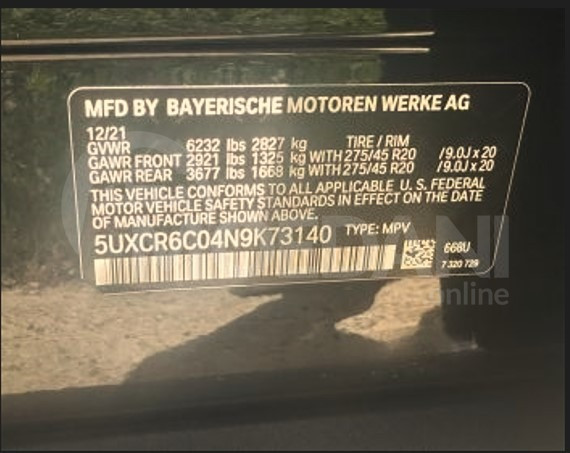 MFD BY BAYERISCHE MOTOREN WERKE AG
12/21
GVWR 6232 lbs 2827 kg TIRE / RIM
GAWR FRONT 2921 lbs 1325 kg WITH 275/45 R20 /9.0J x 20
GAWR REAR 3677 lbs 1668 kg WITH 275/45 R20 /9.0J x 20
THIS VEHICLE CONFORMS TO ALL APPLICABLE U. S. FEDERAL
MOTOR VEHICLE SAFETY STANDARDS IN EFFECT ON THE DATE
OF MANUFACTURE SHOWN ABOVE.
5UXCR6C04N9K73140 TYPE: MPV
668U
7 320 729
online